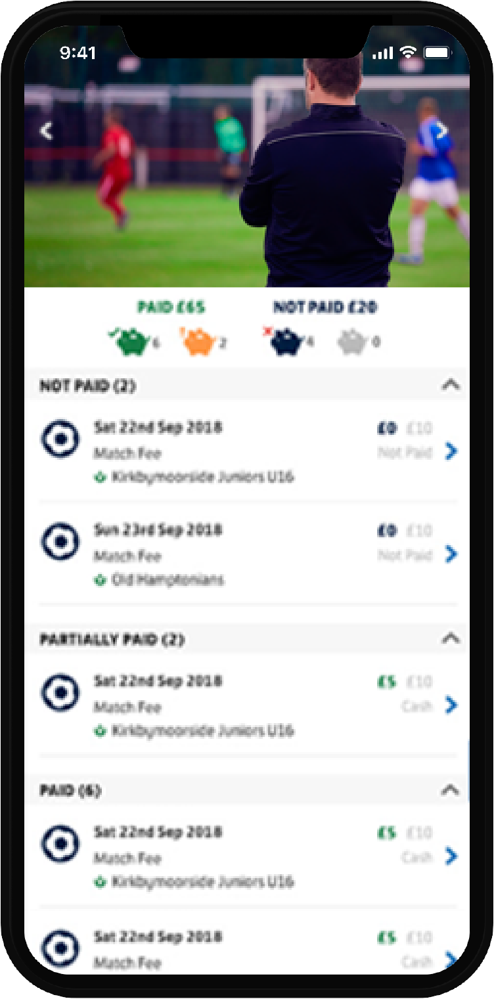 9:41
PAID £65 NOT PAID £20
6 2 4 0
NOT PAID (2)
Sat 22nd Sep 2018 £0 £10
Match Fee Not Paid
Kirkbymoorside Juniors U16
Sun 23rd Sep 2018 £0 £10
Match Fee Not Paid
Old Hamptonians
PARTIALLY PAID (2)
Sat 22nd Sep 2018 £5 £10
Match Fee Cash
Kirkbymoorside Juniors U16
PAID (6)
Sat 22nd Sep 2018 £5 £10
Match Fee Cash
Kirkbymoorside Juniors U16
Sat 22nd Sep 2018 £5 £10
Match Fee Cash